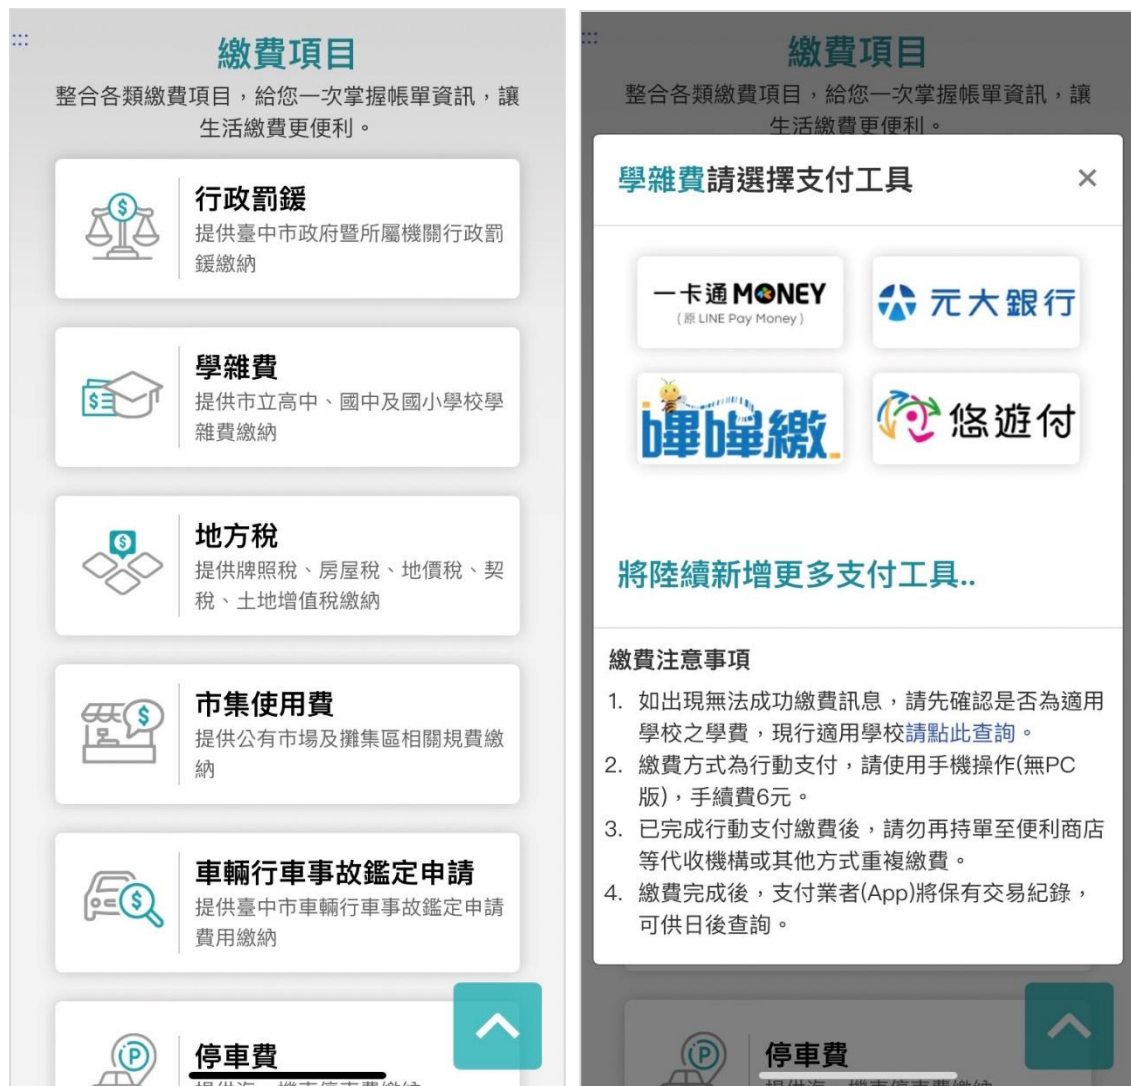 繳費項目
整合各類繳費項目，給您一次掌握帳單資訊，讓
生活繳費更便利。
行政罰鍰
提供臺中市政府暨所屬機關行政罰
鍰繳納
學雜費
提供市立高中、國中及國小學校學
雜費繳納
地方稅
提供牌照稅、房屋稅、地價稅、契
稅、土地增值稅繳納
市集使用費
提供公有市場及攤集區相關規費繳
納
車輛行車事故鑑定申請
提供臺中市車輛行車事故鑑定申請
費用繳納
停車費
繳費項目
整合各類繳費項目，給您一次掌握帳單資訊，讓
生活繳費更便利。
學雜費請選擇支付工具
一卡通 MONEY
(原 LINE Pay Money)
元大銀行
嗶嗶繳
悠遊付
將陸續新增更多支付工具..
繳費注意事項
1. 如出現無法成功繳費訊息，請先確認是否為適用
學校之學費，現行適用學校請點此查詢。
2. 繳費方式為行動支付，請使用手機操作(無PC
版)，手續費6元。
3. 已完成行動支付繳費後，請勿再持單至便利商店
等代收機構或其他方式重複繳費。
4. 繳費完成後，支付業者(App)將保有交易紀錄，
可供日後查詢。
停車費